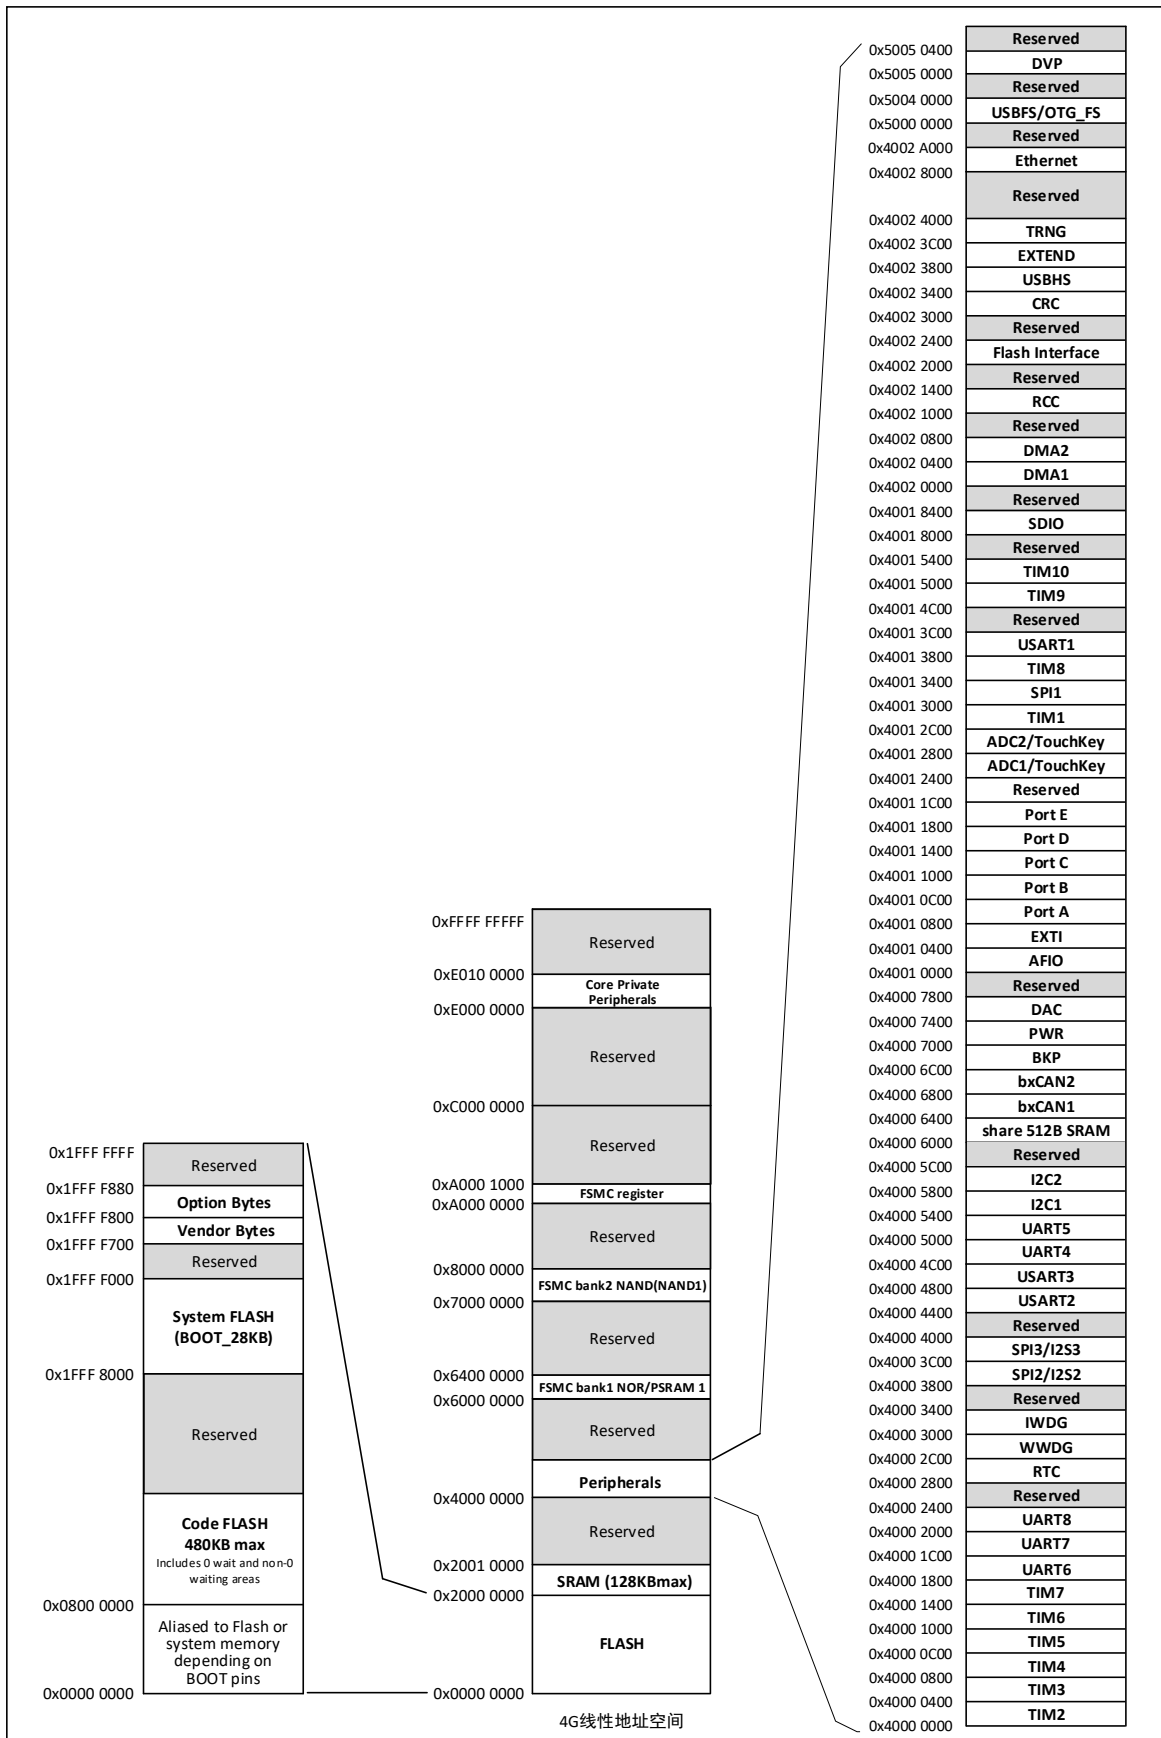 0x1FFF FFFF
Reserved
0x1FFF F880
Option Bytes
0x1FFF F800
Vendor Bytes
0x1FFF F700
Reserved
0x1FFF F000
System FLASH
(BOOT_28KB)
0x1FFF 8000
Reserved
Code FLASH
480KB max
Includes 0 wait and non-0
waiting areas
0x0800 0000
Aliased to Flash or
system memory
depending on
BOOT pins
0x0000 0000
0xFFFF FFFFF
Reserved
0xE010 0000
Core Private
Peripherals
0xE000 0000
Reserved
0xC000 0000
Reserved
0xA000 1000
FSMC register
0xA000 0000
Reserved
0x8000 0000
FSMC bank2 NAND(NAND1)
0x7000 0000
Reserved
0x6400 0000
FSMC bank1 NOR/PSRAM 1
0x6000 0000
Reserved
Peripherals
0x4000 0000
Reserved
0x2001 0000
SRAM (128KBmax)
0x2000 0000
FLASH
0x0000 0000
4G线性地址空间
Reserved
0x5005 0400
DVP
0x5005 0000
Reserved
0x5004 0000
USBFS/OTG_FS
0x5000 0000
Reserved
0x4002 A000
Ethernet
0x4002 8000
Reserved
0x4002 4000
TRNG
0x4002 3C00
EXTEND
0x4002 3800
USBHS
0x4002 3400
CRC
0x4002 3000
Reserved
0x4002 2400
Flash Interface
0x4002 2000
Reserved
0x4002 1400
RCC
0x4002 1000
Reserved
0x4002 0800
DMA2
0x4002 0400
DMA1
0x4002 0000
Reserved
0x4001 8400
SDIO
0x4001 8000
Reserved
0x4001 5400
TIM10
0x4001 5000
TIM9
0x4001 4C00
Reserved
0x4001 3C00
USART1
0x4001 3800
TIM8
0x4001 3400
SPI1
0x4001 3000
TIM1
0x4001 2C00
ADC2/TouchKey
0x4001 2800
ADC1/TouchKey
0x4001 2400
Reserved
0x4001 1C00
Port E
0x4001 1800
Port D
0x4001 1400
Port C
0x4001 1000
Port B
0x4001 0C00
Port A
0x4001 0800
EXTI
0x4001 0400
AFIO
0x4001 0000
Reserved
0x4000 7800
DAC
0x4000 7400
PWR
0x4000 7000
BKP
0x4000 6C00
bxCAN2
0x4000 6800
bxCAN1
0x4000 6400
share 512B SRAM
0x4000 6000
Reserved
0x4000 5C00
I2C2
0x4000 5800
I2C1
0x4000 5400
UART5
0x4000 5000
UART4
0x4000 4C00
USART3
0x4000 4800
USART2
0x4000 4400
Reserved
0x4000 4000
SPI3/I2S3
0x4000 3C00
SPI2/I2S2
0x4000 3800
Reserved
0x4000 3400
IWDG
0x4000 3000
WWDG
0x4000 2C00
RTC
0x4000 2800
Reserved
0x4000 2400
UART8
0x4000 2000
UART7
0x4000 1C00
UART6
0x4000 1800
TIM7
0x4000 1400
TIM6
0x4000 1000
TIM5
0x4000 0C00
TIM4
0x4000 0800
TIM3
0x4000 0400
TIM2
0x4000 0000